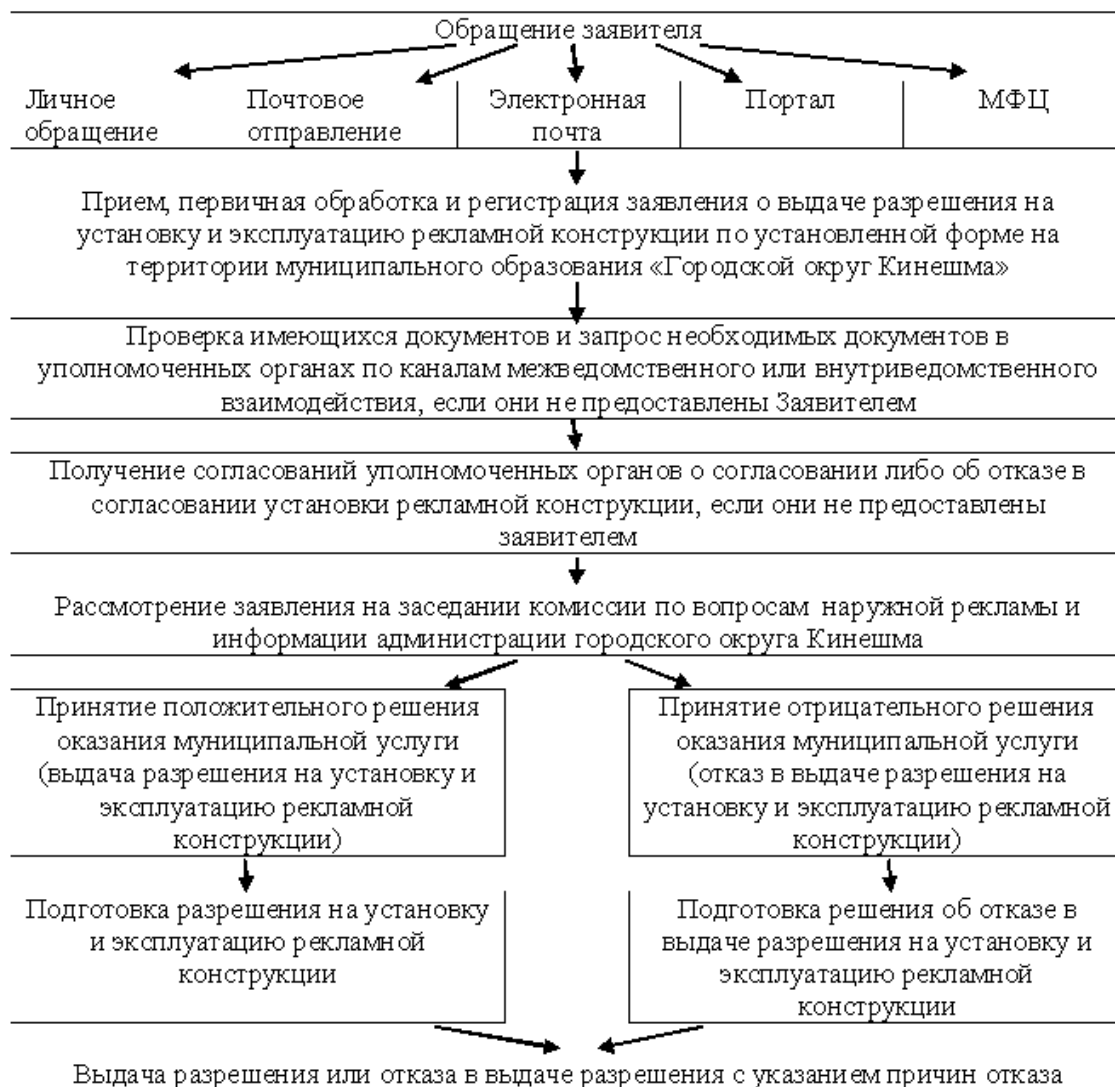 Обращение заявителя
Личное
обращение
Почтовое
отправление
Электронная
почта
Портал
МФЦ
Прием, первичная обработка и регистрация заявления о выдаче разрешения на
установку и эксплуатацию рекламной конструкции по установленной форме на
территории муниципального образования «Городской округ Кинешма»
Проверка имеющихся документов и запрос необходимых документов в
уполномоченных органах по каналам межведомственного или внутриведомственного
взаимодействия, если они не предоставлены Заявителем
Получение согласований уполномоченных органов о согласовании либо об отказе в
согласовании установки рекламной конструкции, если они не предоставлены
заявителем
Рассмотрение заявления на заседании комиссии по вопросам наружной рекламы и
информации администрации городского округа Кинешма
Принятие положительного решения
оказания муниципальной услуги
(выдача разрешения на установку и
эксплуатацию рекламной
конструкции)
Принятие отрицательного решения
оказания муниципальной услуги
(отказ в выдаче разрешения на
установку и эксплуатацию рекламной
конструкции)
Подготовка разрешения на установку
и эксплуатацию рекламной
конструкции
Подготовка решения об отказе в
выдаче разрешения на установку и
эксплуатацию рекламной
конструкции
Выдача разрешения или отказа в выдаче разрешения с указанием причин отказа